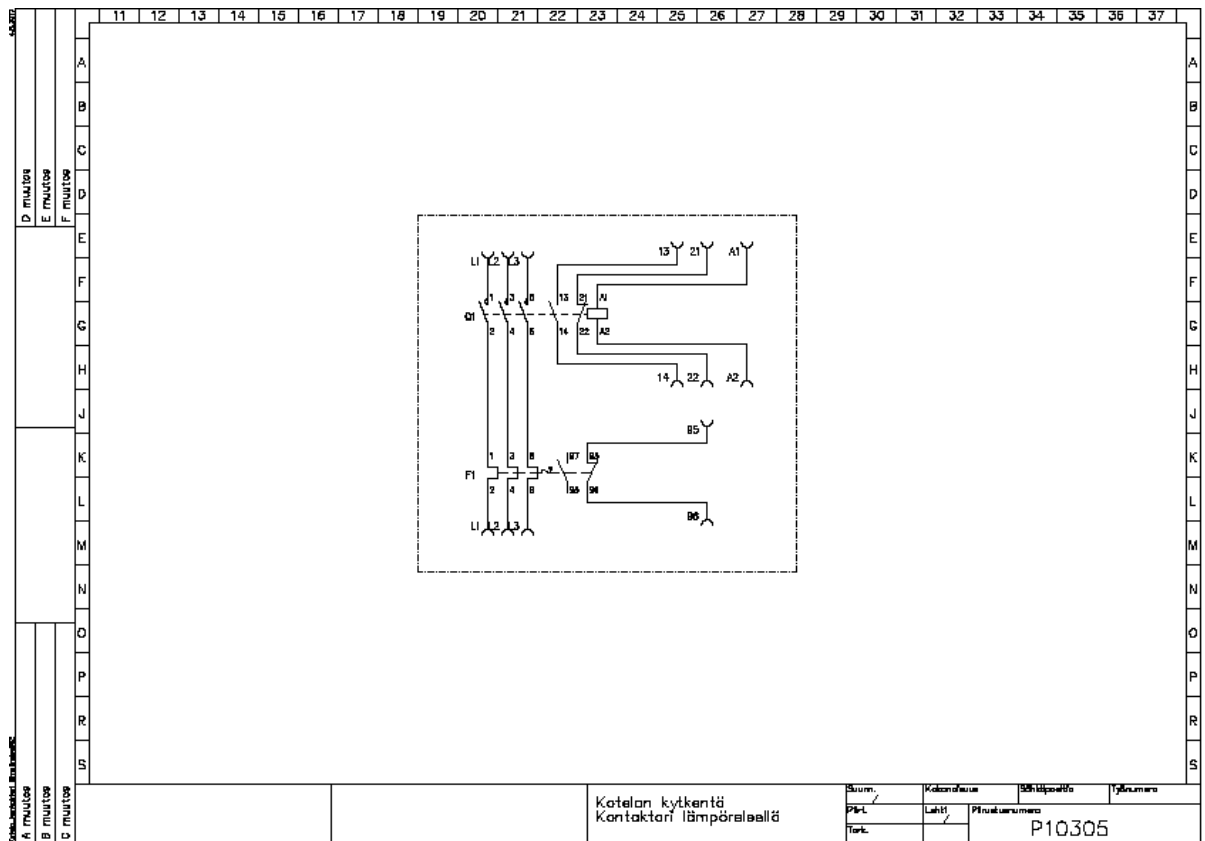 11 12 13 14 15 16 17 18 19 20 21 22 23 24 25 26 27 28 29 30 31 32 33 34 35 36 37
A A
B B
C C
D D
E E
F F
G G
H H
J J
K K
L L
M M
N N
O O
P P
R R
S S
D muutos
E muutos
F muutos
A muutos
B muutos
C muutos
13 21 A1
L1 L2 L3
1 3 5 13 21 A1
Q1
2 4 6 14 22 A2
14 22 A2
95
1 3 5 97 95
F1
2 4 6 98 96
96
L1 L2 L3
Kotelon kytkentä
Kontaktori lämpöreleellä
Suunn. Kokonaisuus Työnumero
Piirt. Lehti Piirustusnumero
Tark. P10305